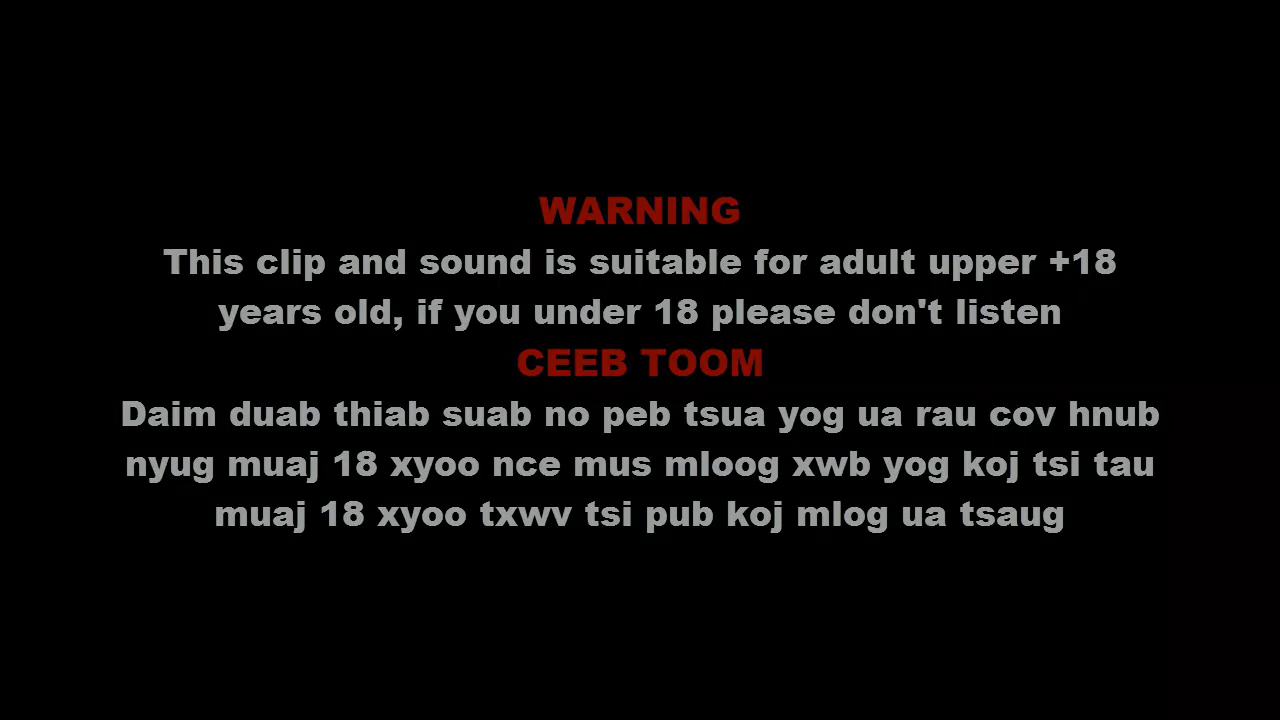 WARNING
This clip and sound is suitable for adult upper +18
years old, if you under 18 please don't listen
CEEB TOOM
Daim duab thiab suab no peb tsua yog ua rau cov hnub
nyug muaj 18 xyoo nce mus mloog xwb yog koj tsi tau
muaj 18 xyoo txwv tsi pub koj mlog ua tsaug